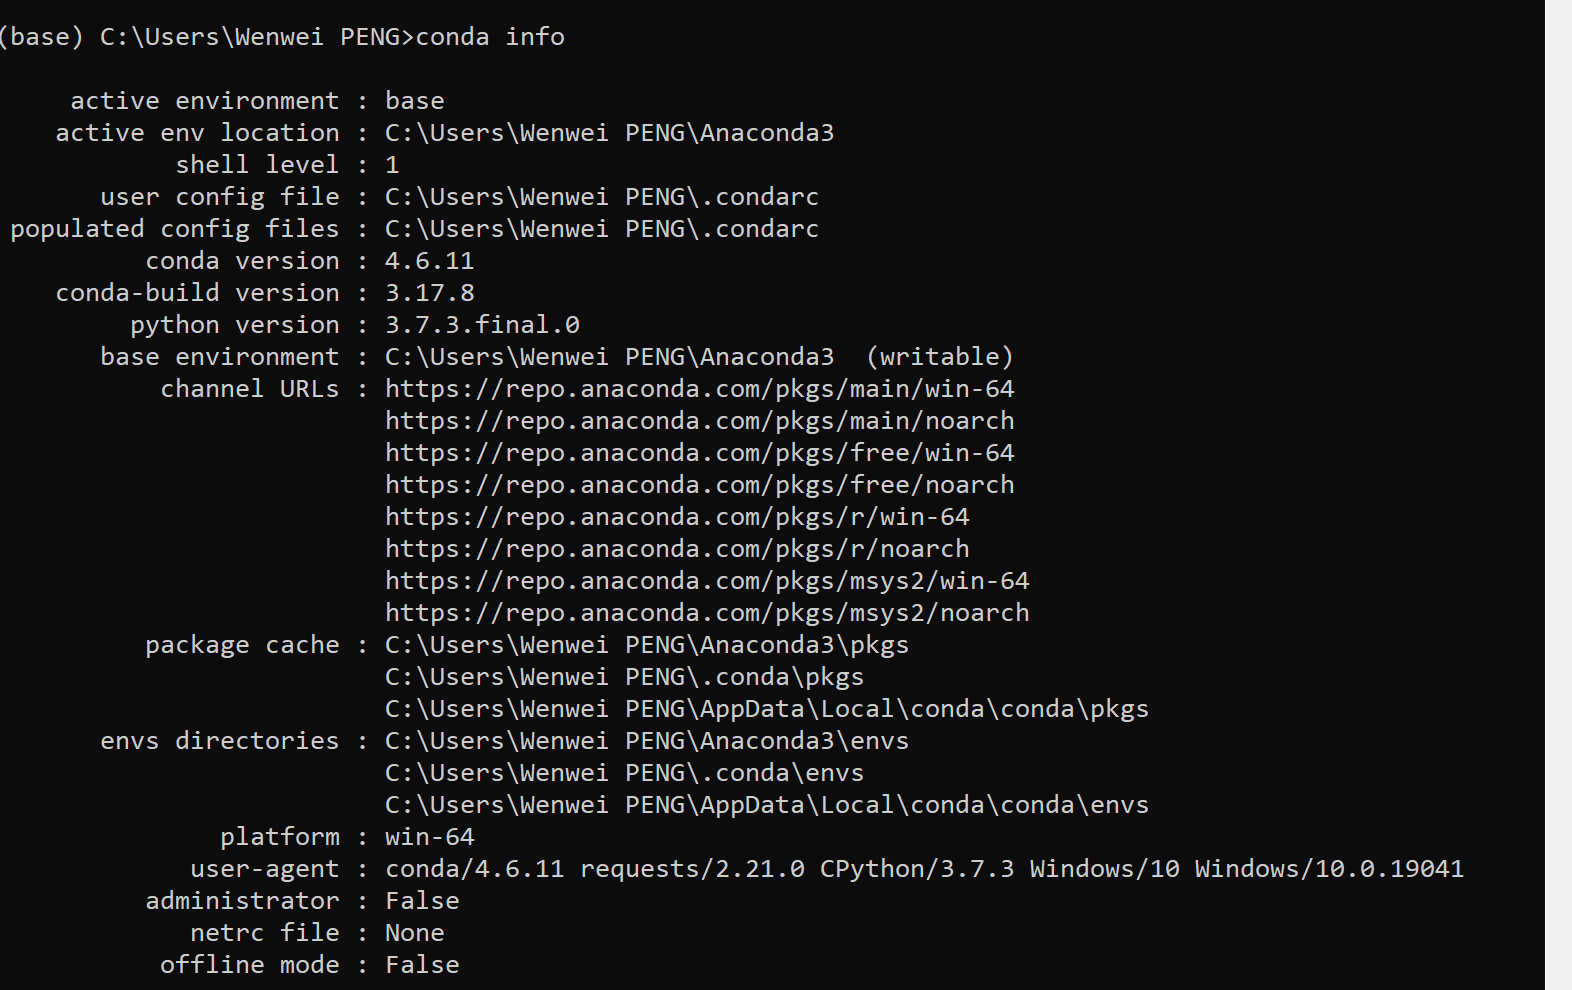 (base) C:\Users\Wenwei PENG>conda info
active environment : base
active env location : C:\Users\Wenwei PENG\Anaconda3
shell level : 1
user config file : C:\Users\Wenwei PENG\.condarc
populated config files : C:\Users\Wenwei PENG\.condarc
conda version : 4.6.11
conda-build version : 3.17.8
python version : 3.7.3.final.0
base environment : C:\Users\Wenwei PENG\Anaconda3  (writable)
channel URLs : https://repo.anaconda.com/pkgs/main/win-64
https://repo.anaconda.com/pkgs/main/noarch
https://repo.anaconda.com/pkgs/free/win-64
https://repo.anaconda.com/pkgs/free/noarch
https://repo.anaconda.com/pkgs/r/win-64
https://repo.anaconda.com/pkgs/r/noarch
https://repo.anaconda.com/pkgs/msys2/win-64
https://repo.anaconda.com/pkgs/msys2/noarch
package cache : C:\Users\Wenwei PENG\Anaconda3\pkgs
C:\Users\Wenwei PENG\.conda\pkgs
C:\Users\Wenwei PENG\AppData\Local\conda\conda\pkgs
envs directories : C:\Users\Wenwei PENG\Anaconda3\envs
C:\Users\Wenwei PENG\.conda\envs
C:\Users\Wenwei PENG\AppData\Local\conda\conda\envs
platform : win-64
user-agent : conda/4.6.11 requests/2.21.0 CPython/3.7.3 Windows/10 Windows/10.0.19041
administrator : False
netrc file : None
offline mode : False